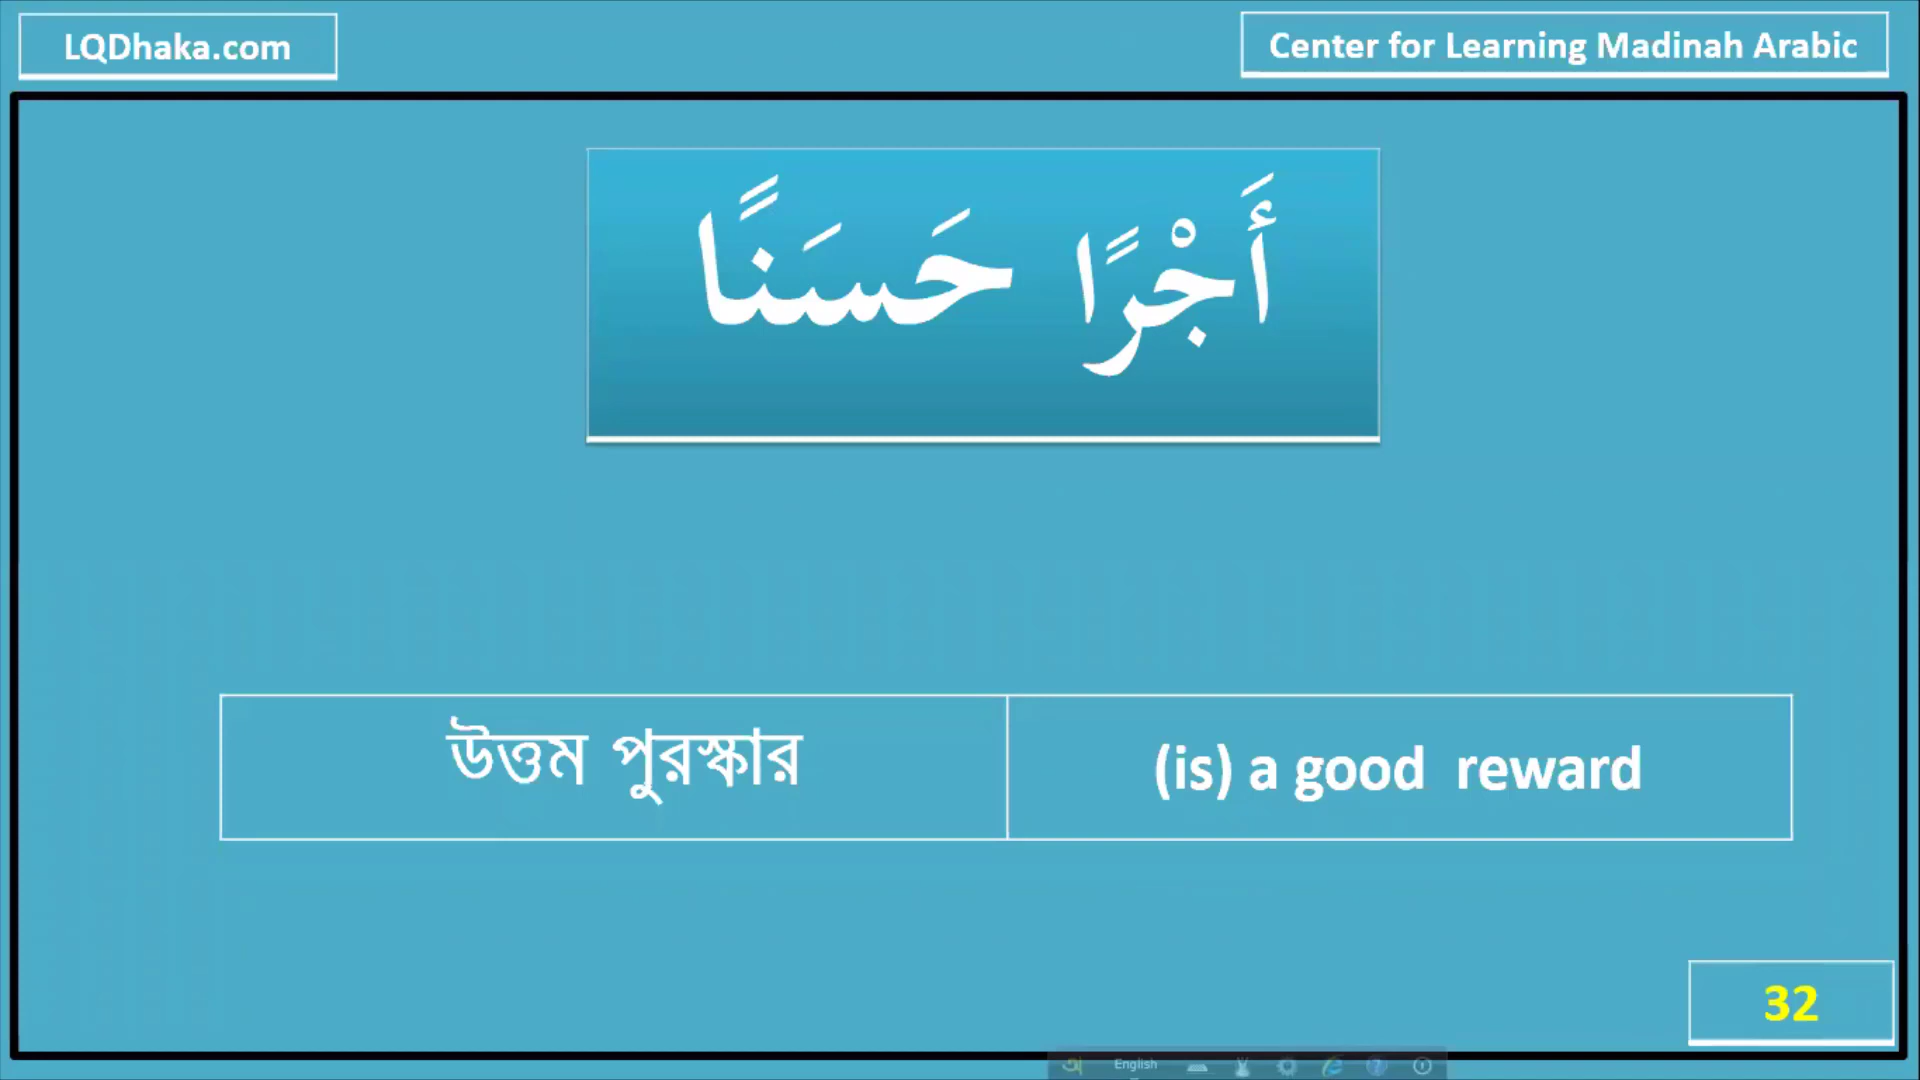 LQDhaka.com
Center for Learning Madinah Arabic
أَجْرًا حَسَنًا
উত্তম পুরস্কার
(is) a good reward
32
অ English